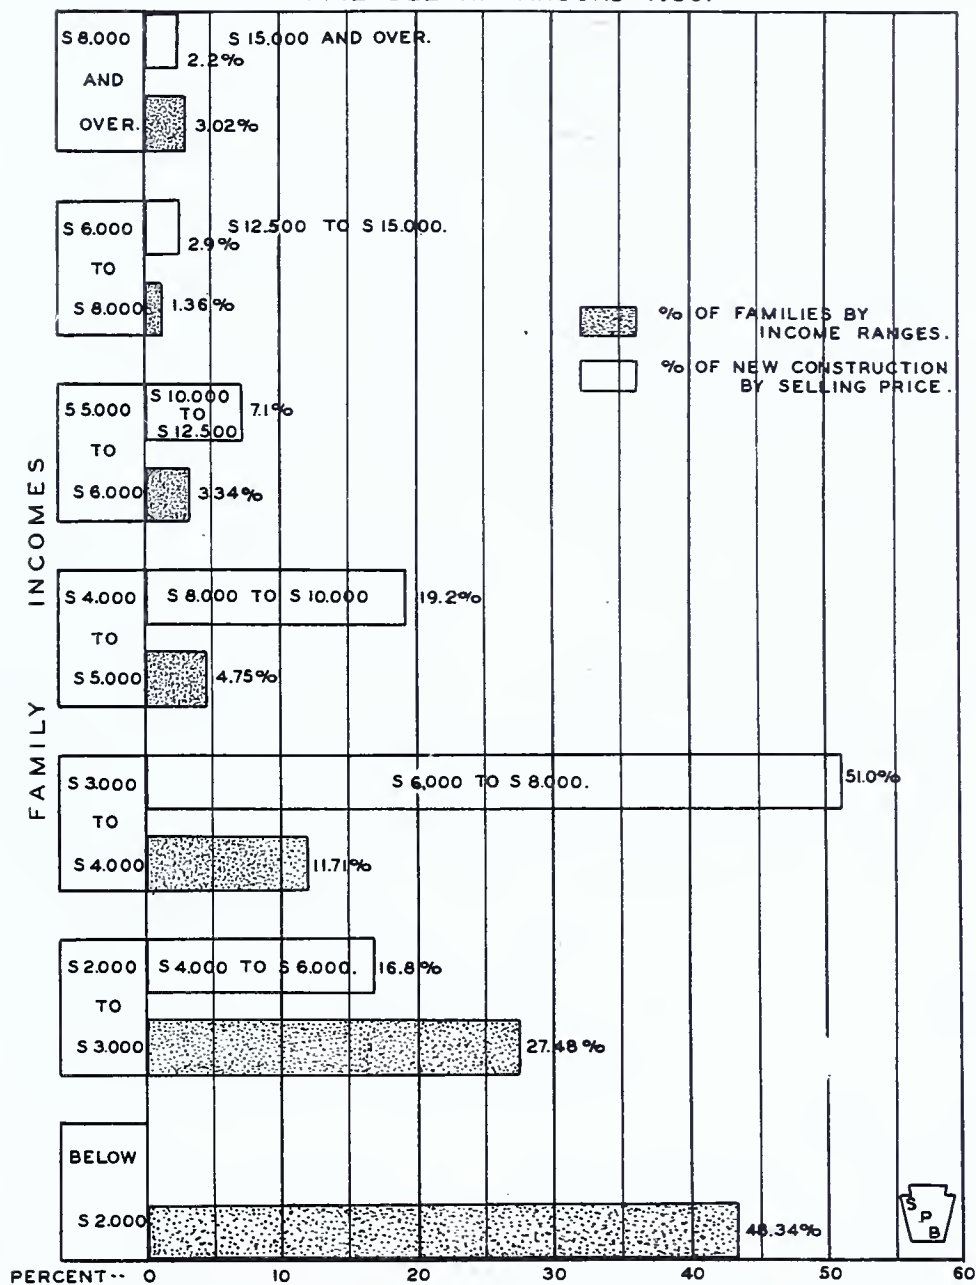 S 8.000
AND
OVER.
S 15.000 AND OVER.
2.2%
3.02%
S 6.000
TO
S 8.000
S 12.500 TO S 15.000.
2.9%
1.36%
% OF FAMILIES BY
INCOME RANGES.
% OF NEW CONSTRUCTION
BY SELLING PRICE.
S 5.000
TO
S 6.000
S 10.000
TO
S 12.500
7.1%
3.34%
FAMILY INCOMES
S 4.000
TO
S 5.000
S 8.000 TO S 10.000
19.2%
4.75%
S 3.000
TO
S 4.000
S 6,000 TO S 8.000.
51.0%
11.71%
S 2.000
TO
S 3.000
S 4.000 TO S 6.000.
16.8%
27.48%
BELOW
S 2.000
48.34%
S
P
B
PERCENT-- 0 10 20 30 40 50 60